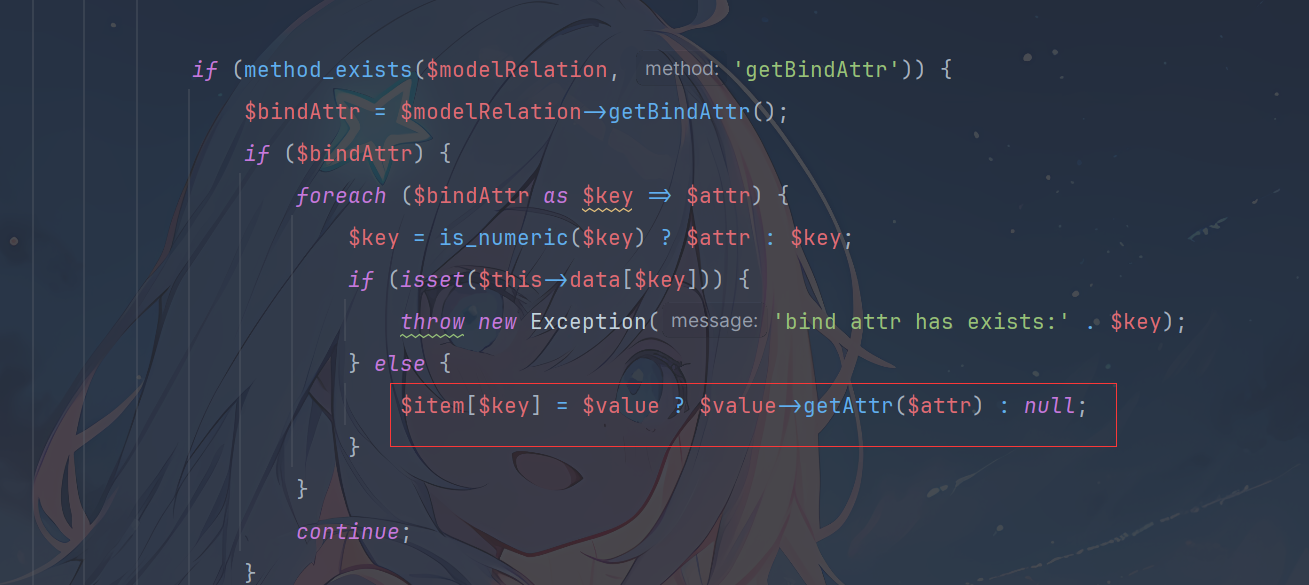 if (method_exists($modelRelation, method: 'getBindAttr')) {
$bindAttr = $modelRelation->getBindAttr();
if ($bindAttr) {
foreach ($bindAttr as $key => $attr) {
$key = is_numeric($key) ? $attr : $key;
if (isset($this->data[$key])) {
throw new Exception( message: 'bind attr has exists:' . $key);
} else {
$item[$key] = $value ? $value->getAttr($attr) : null;
}
}
continue;
}